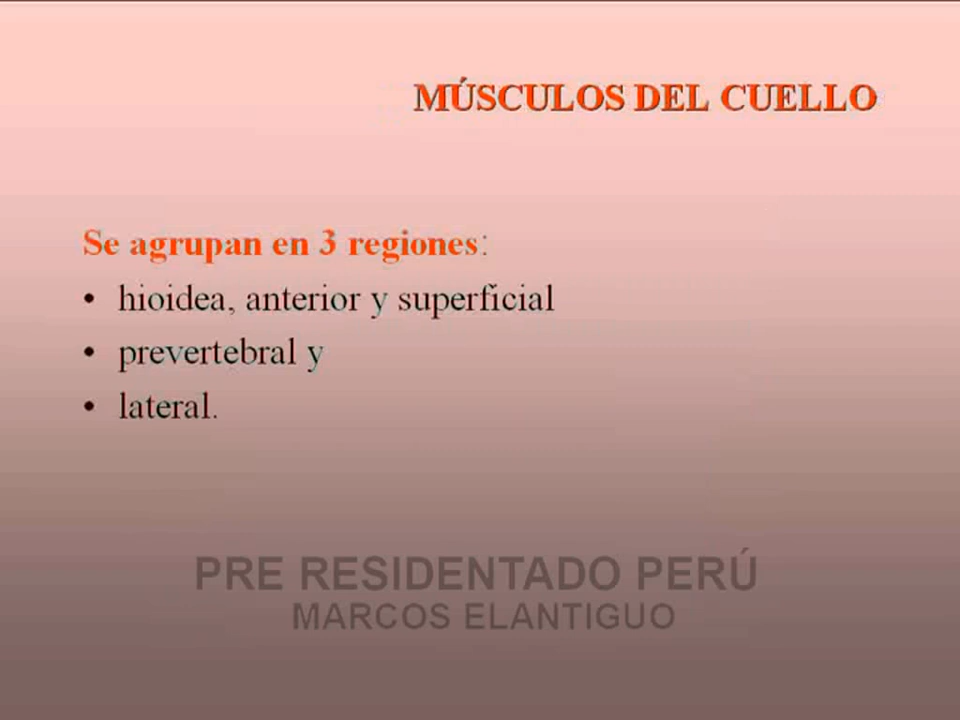 MÚSCULOS DEL CUELLO
Se agrupan en 3 regiones:
• hioidea, anterior y superficial
• prevertebral y
• lateral.
PRE RESIDENTADO PERÚ
MARCOS ELANTIGUO